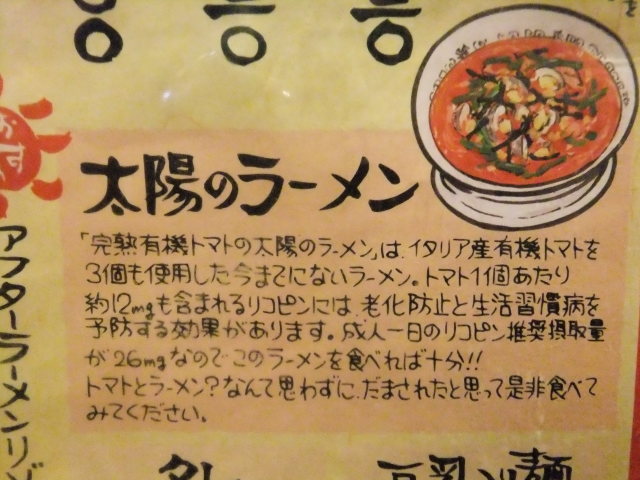 太陽のラーメン
「完熟有機トマトの太陽のラーメン」は、イタリア産有機トマトを
3個も使用した今までにないラーメン。トマト1個あたり
約12mgも含まれるリコピンには、老化防止と生活習慣病を
予防する効果があります。成人一日のリコピン推奨摂取量
が26mgなのでこのラーメンを食べれば十分!!
トマトとラーメン?なんて思わずに、だまされたと思って是非食べて
みてください。
アフターラーメンリゾ